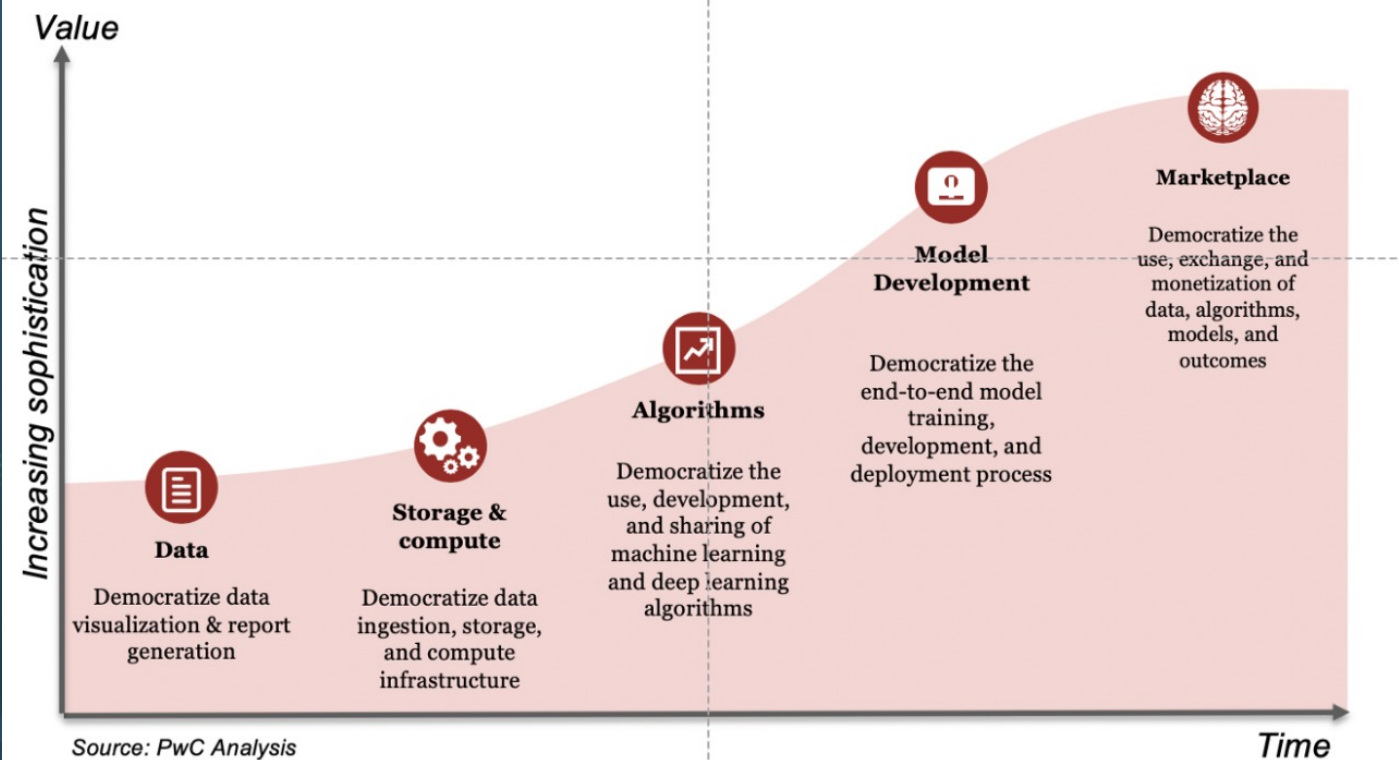 Value
Increasing sophistication
Data
Democratize data
visualization & report
generation
Storage &
compute
Democratize data
ingestion, storage,
and compute
infrastructure
Algorithms
Democratize the
use, development,
and sharing of
machine learning
and deep learning
algorithms
Model
Development
Democratize the
end-to-end model
training,
development, and
deployment process
Marketplace
Democratize the
use, exchange, and
monetization of
data, algorithms,
models, and
outcomes
Source: PwC Analysis
Time